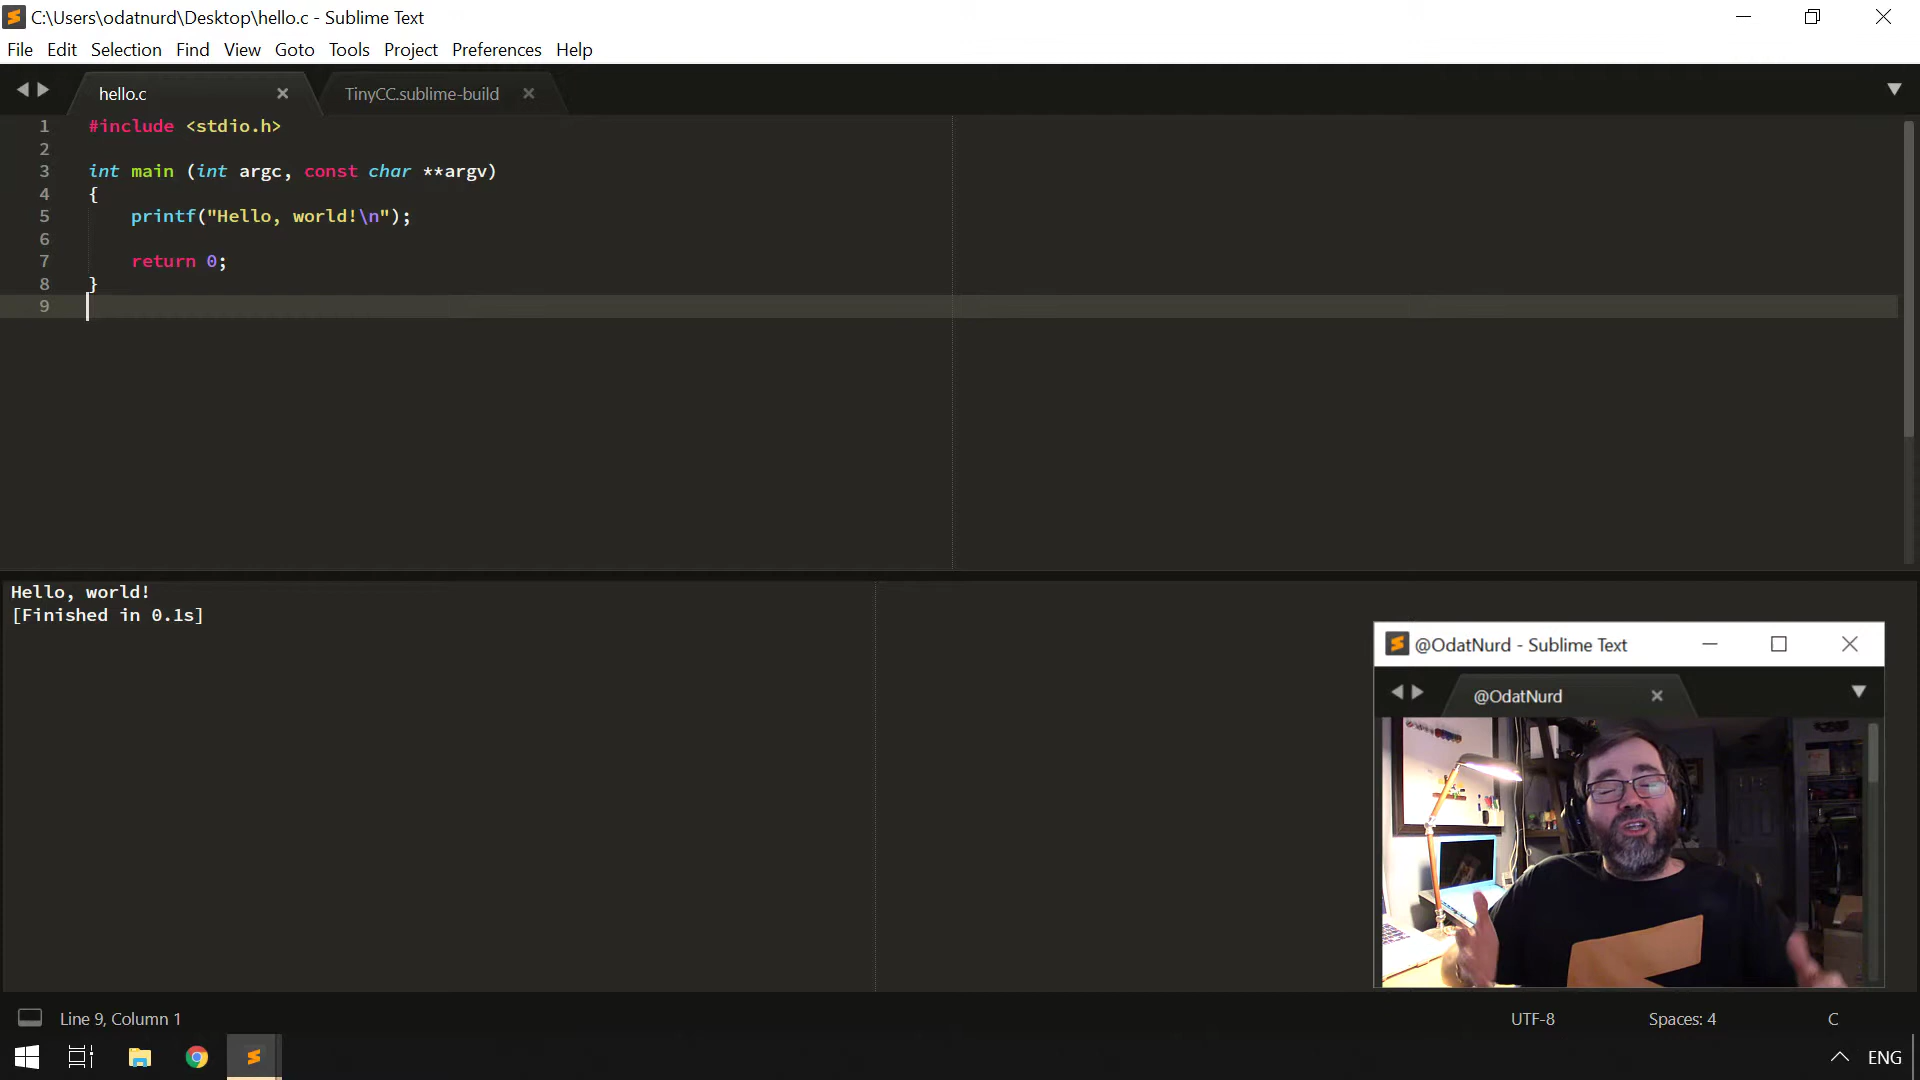 C:\Users\odatnurd\Desktop\hello.c - Sublime Text
File Edit Selection Find View Goto Tools Project Preferences Help
hello.c TinyCC.sublime-build
1 #include <stdio.h>
2
3 int main (int argc, const char **argv)
4 {
5 printf("Hello, world!\n");
6
7 return 0;
8 }
9
Hello, world!
[Finished in 0.1s]
@OdatNurd - Sublime Text
@OdatNurd
Line 9, Column 1 UTF-8 Spaces: 4 C
ENG